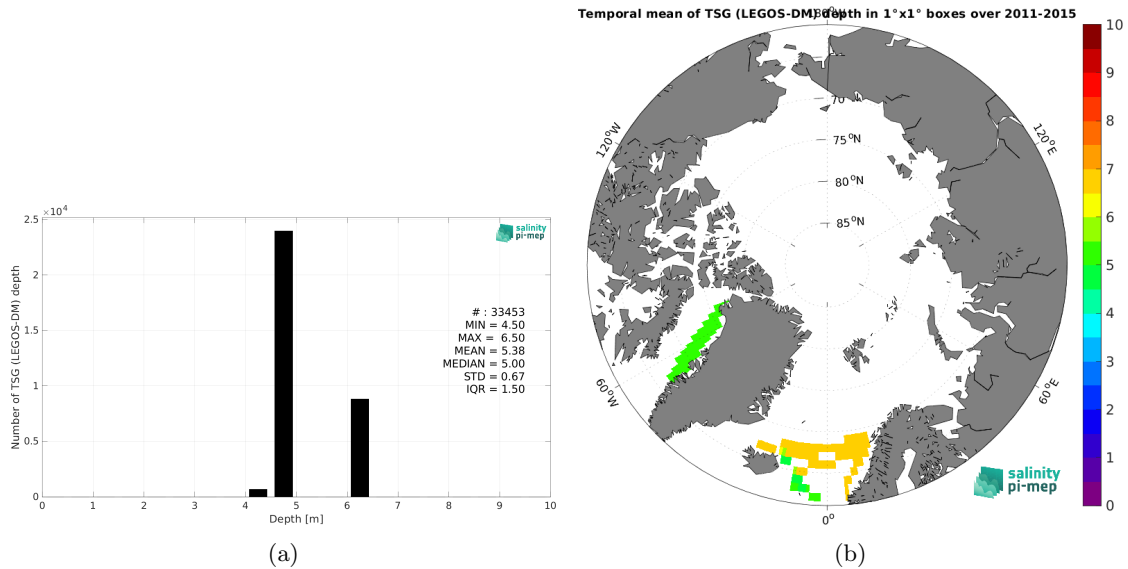 Temporal mean of TSG (LEGOS-DM) depth in 1°x1° boxes over 2011-2015
180°W
120°W
120°E
60°W
60°E
0°
70
75°N
80°N
85°N
10
9
8
7
6
5
4
3
2
1
0
salinity
pi-mep
×10⁴
2.5
2
1.5
1
0.5
0
Number of TSG (LEGOS-DM) depth
0 1 2 3 4 5 6 7 8 9 10
Depth [m]
salinity
pi-mep
# : 33453
MIN = 4.50
MAX = 6.50
MEAN = 5.38
MEDIAN = 5.00
STD = 0.67
IQR = 1.50
(a)
(b)